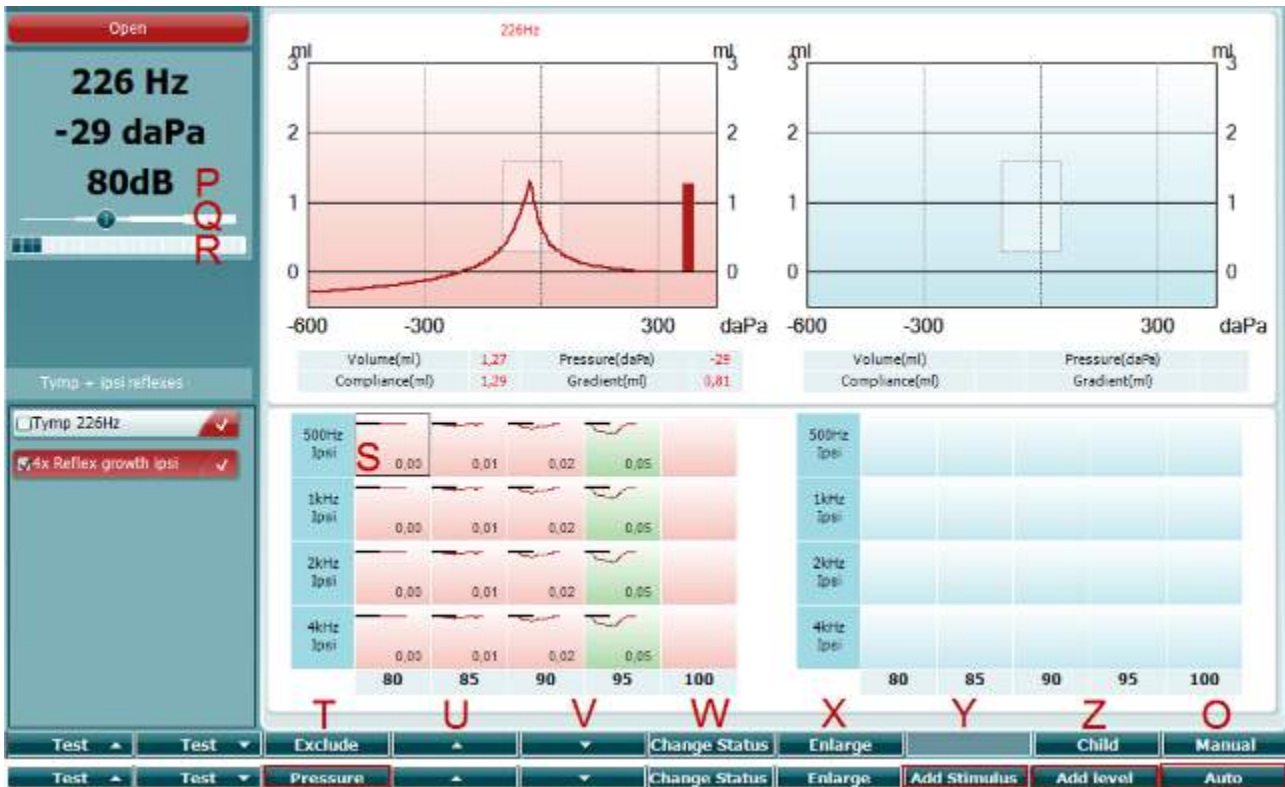 Open
226 Hz
-29 daPa
80dB P
Q
R
Tymp + ipsi reflexes
Tymp 226Hz
4x Reflex growth ipsi
226Hz
ml ml
3 3
2 2
1 1
0 0
-600 -300 300 daPa
Volume(ml) 1,27 Pressure(daPa) -29
Compliance(ml) 1,29 Gradient(ml) 0,81
ml ml
3 3
2 2
1 1
0 0
-600 -300 300 daPa
Volume(ml) Pressure(daPa)
Compliance(ml) Gradient(ml)
500Hz
Ipsi S 0,00 0,01 0,02 0,05
1kHz
Ipsi 0,00 0,01 0,02 0,05
2kHz
Ipsi 0,00 0,01 0,02 0,05
4kHz
Ipsi 0,00 0,01 0,02 0,05
80 85 90 95 100
500Hz
Ipsi
1kHz
Ipsi
2kHz
Ipsi
4kHz
Ipsi
80 85 90 95 100
T U V W X Y Z O
Test Test Exclude Change Status Enlarge Child Manual
Test Test Pressure Change Status Enlarge Add Stimulus Add level Auto